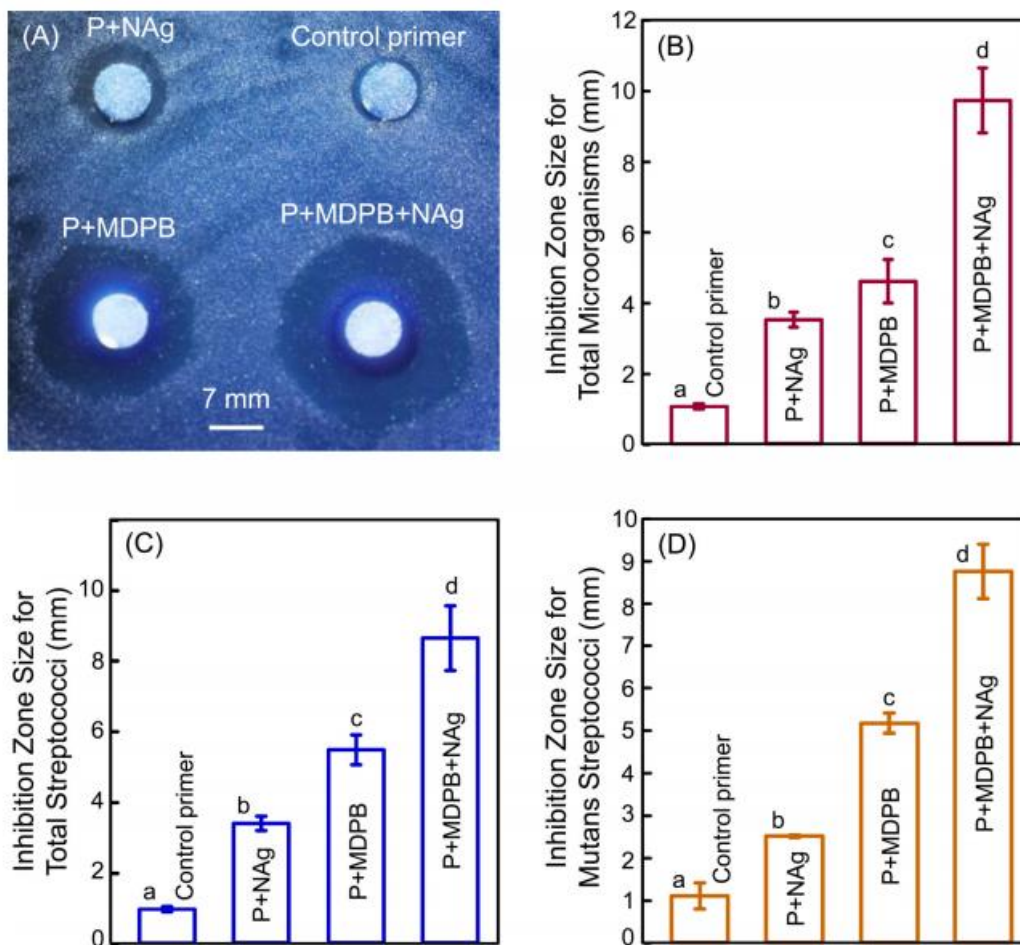 (A)
P+NAg
Control primer
P+MDPB
P+MDPB+NAg
7 mm
(B)
Inhibition Zone Size for
Total Microorganisms (mm)
12
10
8
6
4
2
0
a
Control primer
b
P+NAg
c
P+MDPB
d
P+MDPB+NAg
(C)
Inhibition Zone Size for
Total Streptococci (mm)
10
8
6
4
2
0
a
Control primer
b
P+NAg
c
P+MDPB
d
P+MDPB+NAg
(D)
Inhibition Zone Size for
Mutans Streptococci (mm)
10
9
8
7
6
5
4
3
2
1
0
a
Control primer
b
P+NAg
c
P+MDPB
d
P+MDPB+NAg